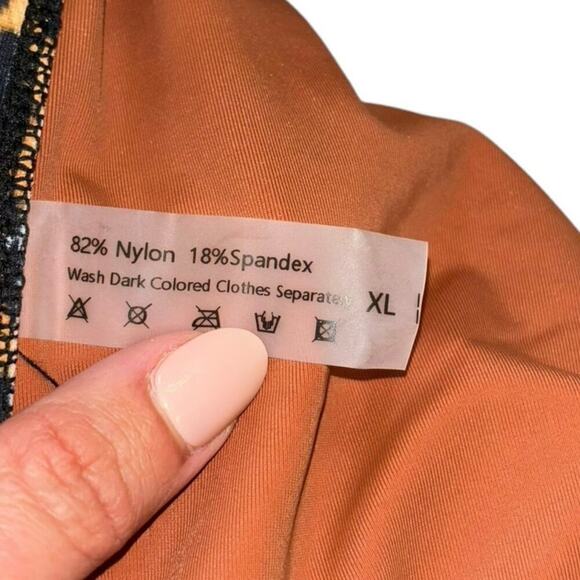 82% Nylon 18%Spandex
Wash Dark Colored Clothes Separately
XL